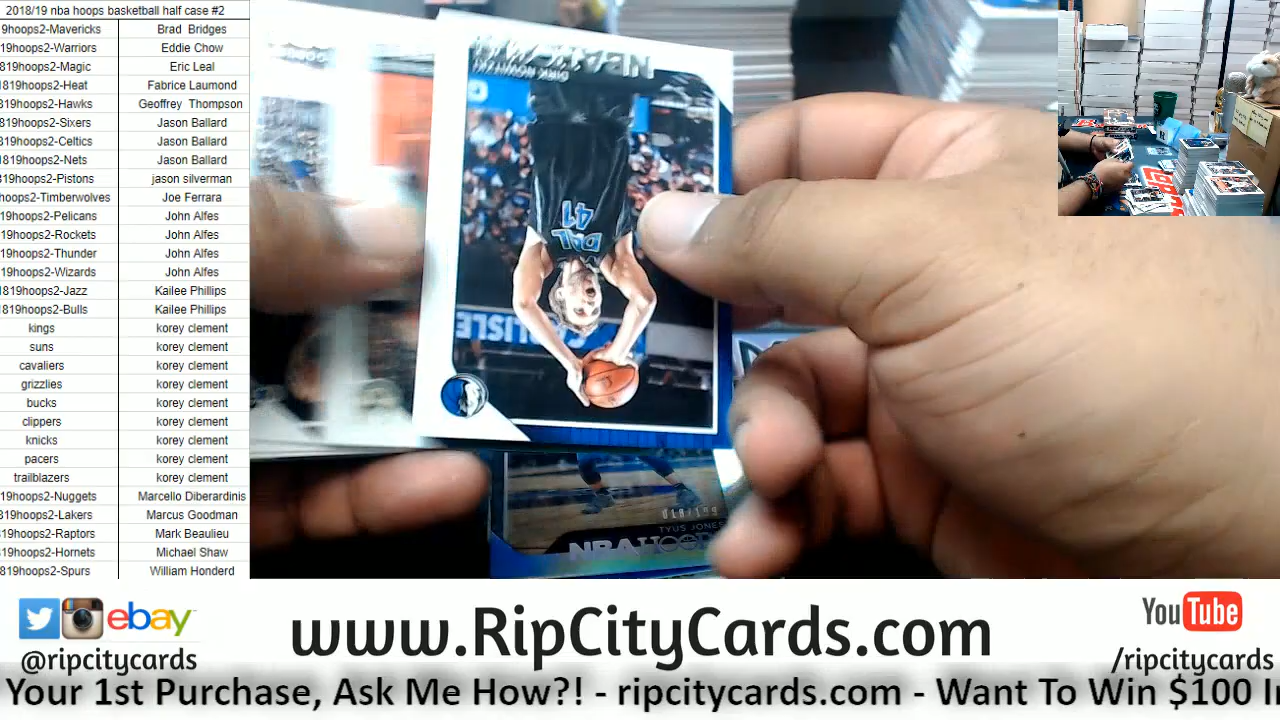 2018/19 nba hoops basketball half case #2
9hoops2-Mavericks Brad Bridges
19hoops2-Warriors Eddie Chow
819hoops2-Magic Eric Leal
1819hoops2-Heat Fabrice Laumond
819hoops2-Hawks Geoffrey Thompson
819hoops2-Sixers Jason Ballard
819hoops2-Celtics Jason Ballard
819hoops2-Nets Jason Ballard
819hoops2-Pistons jason silverman
hoops2-Timberwolves Joe Ferrara
19hoops2-Pelicans John Alfes
19hoops2-Rockets John Alfes
19hoops2-Thunder John Alfes
19hoops2-Wizards John Alfes
1819hoops2-Jazz Kailee Phillips
1819hoops2-Bulls Kailee Phillips
kings korey clement
suns korey clement
cavaliers korey clement
grizzlies korey clement
bucks korey clement
clippers korey clement
knicks korey clement
pacers korey clement
trailblazers korey clement
19hoops2-Nuggets Marcello Diberardinis
19hoops2-Lakers Marcus Goodman
819hoops2-Raptors Mark Beaulieu
819hoops2-Hornets Michael Shaw
819hoops2-Spurs William Honderd
DIRK NOWITZKI
DAL
41
TYUS JONES
NBA HOOPS
ebay
@ripcitycards
www.RipCityCards.com
YouTube
/ripcitycards
Your 1st Purchase, Ask Me How?! - ripcitycards.com - Want To Win $100 I